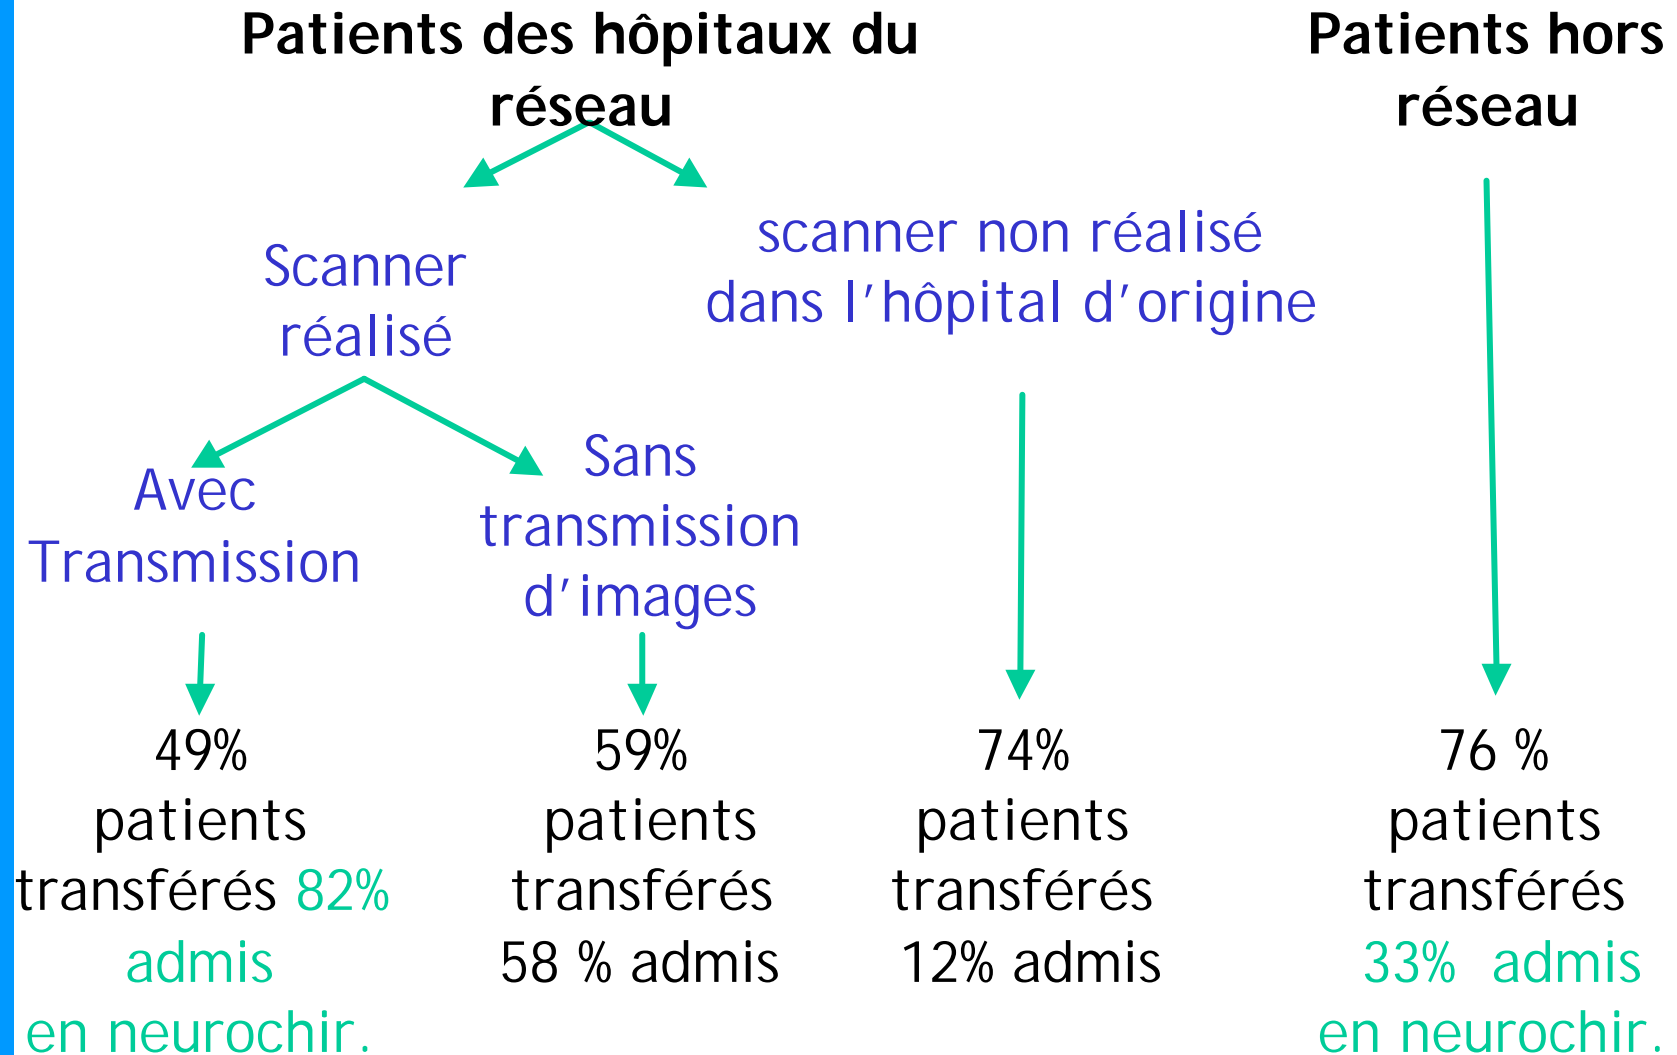 Patients des hôpitaux du
réseau
Patients hors
réseau
Scanner
réalisé
scanner non réalisé
dans l’hôpital d’origine
Avec
Transmission
Sans
transmission
d’images
49%
patients
transférés 82%
admis
en neurochir.
59%
patients
transférés
58 % admis
74%
patients
transférés
12% admis
76 %
patients
transférés
33% admis
en neurochir.